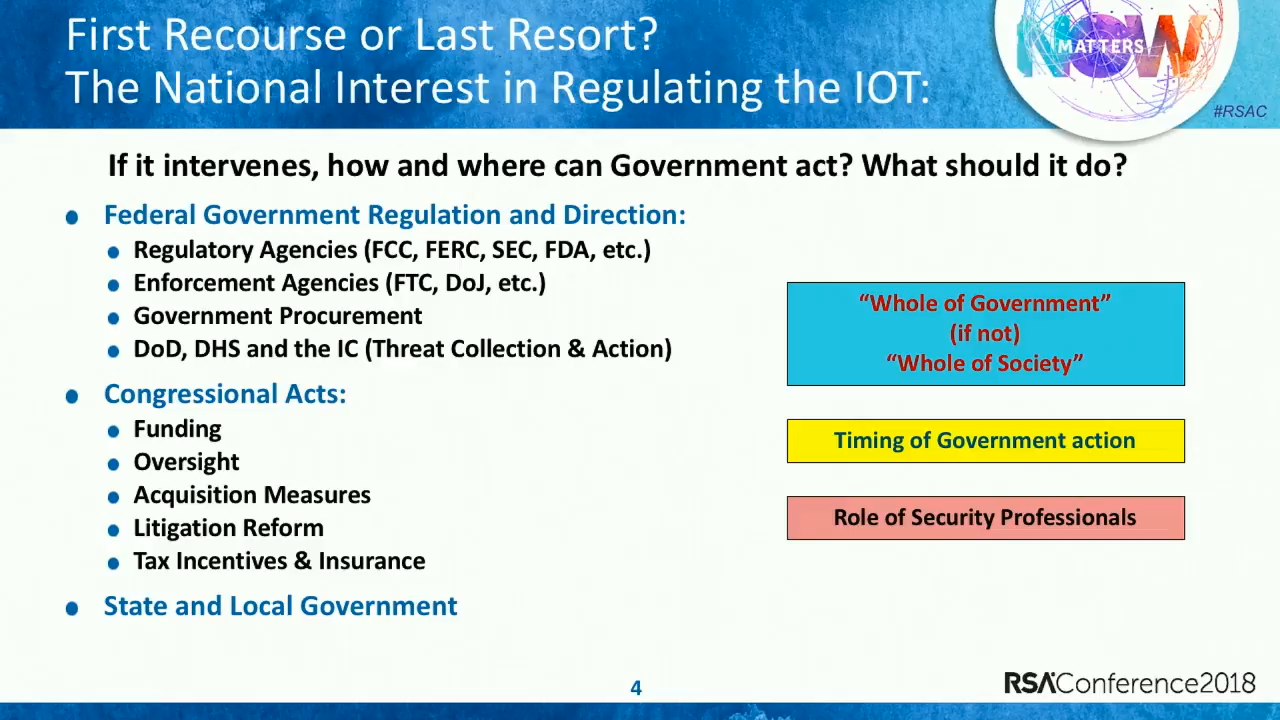 First Recourse or Last Resort?
The National Interest in Regulating the IOT:
NOW
MATTERS
#RSAC
If it intervenes, how and where can Government act? What should it do?
Federal Government Regulation and Direction:
Regulatory Agencies (FCC, FERC, SEC, FDA, etc.)
Enforcement Agencies (FTC, DoJ, etc.)
Government Procurement
DoD, DHS and the IC (Threat Collection & Action)
Congressional Acts:
Funding
Oversight
Acquisition Measures
Litigation Reform
Tax Incentives & Insurance
State and Local Government
“Whole of Government”
(if not)
“Whole of Society”
Timing of Government action
Role of Security Professionals
4
RSAConference2018